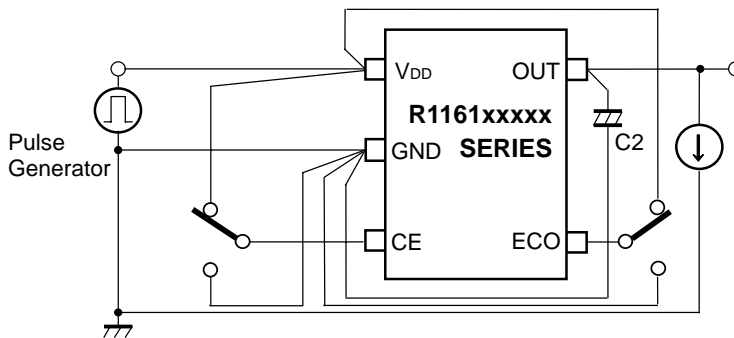 VDD
OUT
R1161xxxxx
SERIES
GND
C2
Pulse
Generator
CE
ECO